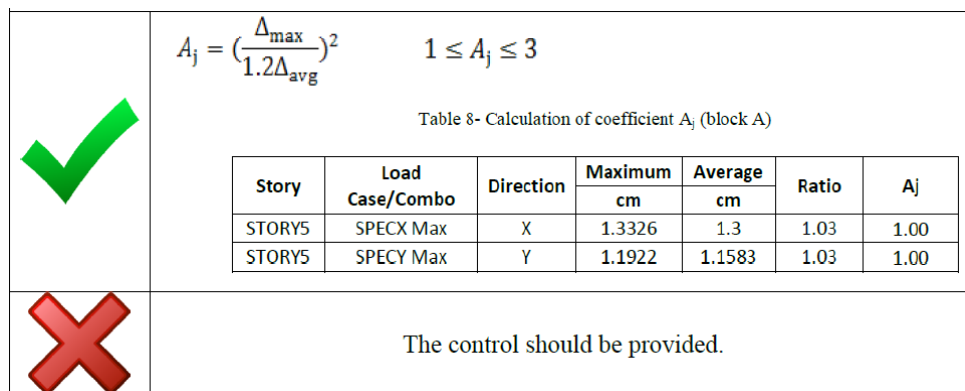 A_j = (Δ_max / 1.2Δ_avg)^2    1 ≤ A_j ≤ 3
Table 8- Calculation of coefficient A_j (block A)
Story | Load Case/Combo | Direction | Maximum cm | Average cm | Ratio | Aj
STORY5 | SPECX Max | X | 1.3326 | 1.3 | 1.03 | 1.00
STORY5 | SPECY Max | Y | 1.1922 | 1.1583 | 1.03 | 1.00
The control should be provided.